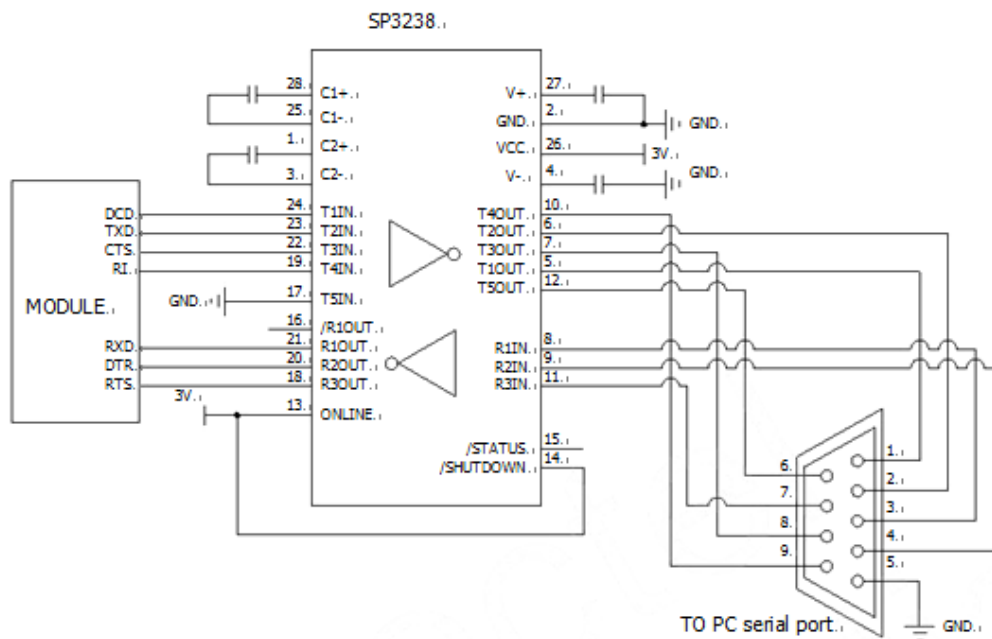 SP3238.
28. C1+. V+. 27.
25. C1-. GND. 2. GND.
1. C2+. VCC. 26. 3V.
3. C2-. V-. 4. GND.
DCD. 24. T1IN. T4OUT. 10.
TXD. 23. T2IN. T2OUT. 6.
CTS. 22. T3IN. T3OUT. 7.
RI. 19. T4IN. T1OUT. 5.
MODULE. GND. 17. T5IN. T5OUT. 12.
16. /R1OUT.
RXD. 21. R1OUT. R1IN. 8.
DTR. 20. R2OUT. R2IN. 9.
RTS. 18. R3OUT. R3IN. 11.
3V. 13. ONLINE.
/STATUS. 15.
/SHUTDOWN. 14.
1.
6. 2.
7. 3.
8. 4.
9. 5.
TO PC serial port. GND.